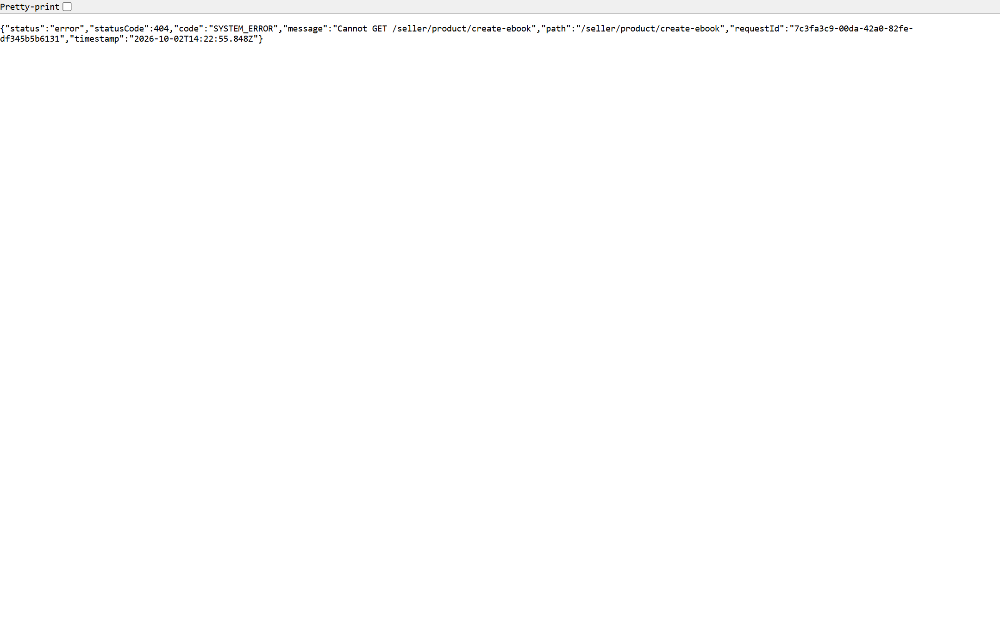 Pretty-print
{"status":"error","statusCode":404,"code":"SYSTEM_ERROR","message":"Cannot GET /seller/product/create-ebook","path":"/seller/product/create-ebook","requestId":"7c3fa3c9-00da-42a0-82fe-
df345b5b6131","timestamp":"2026-10-02T14:22:55.848Z"}